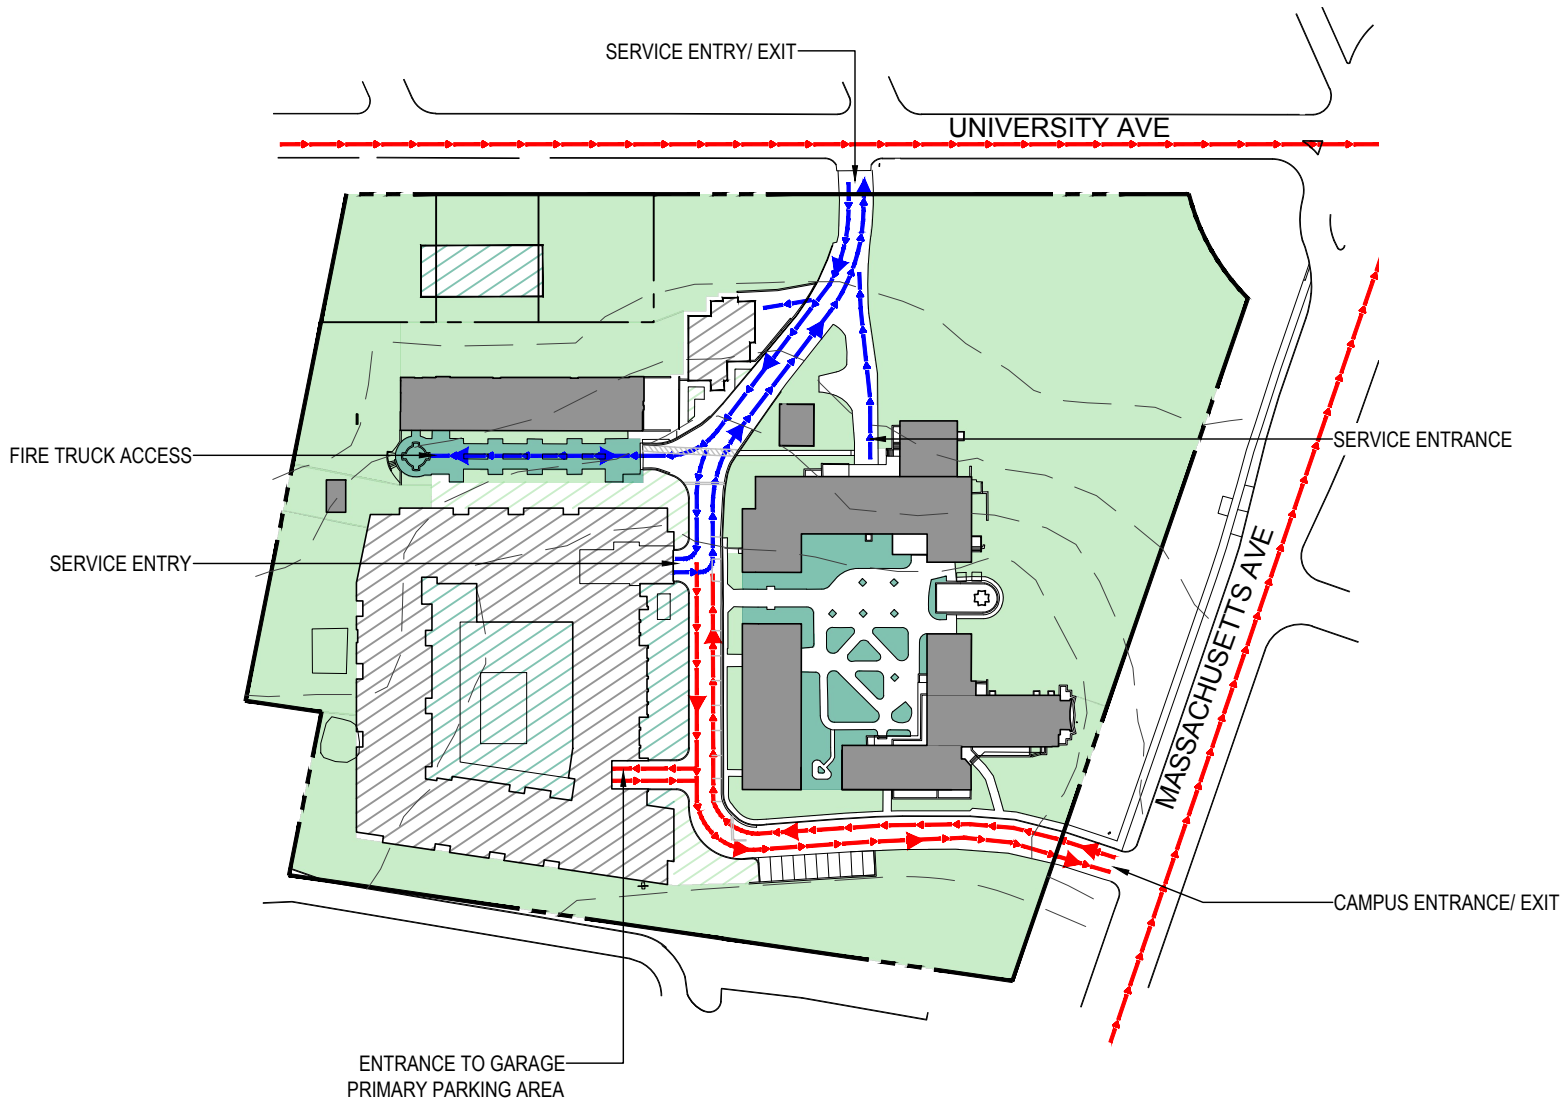 SERVICE ENTRY/ EXIT
UNIVERSITY AVE
FIRE TRUCK ACCESS
SERVICE ENTRANCE
SERVICE ENTRY
MASSACHUSETTS AVE
CAMPUS ENTRANCE/ EXIT
ENTRANCE TO GARAGE
PRIMARY PARKING AREA